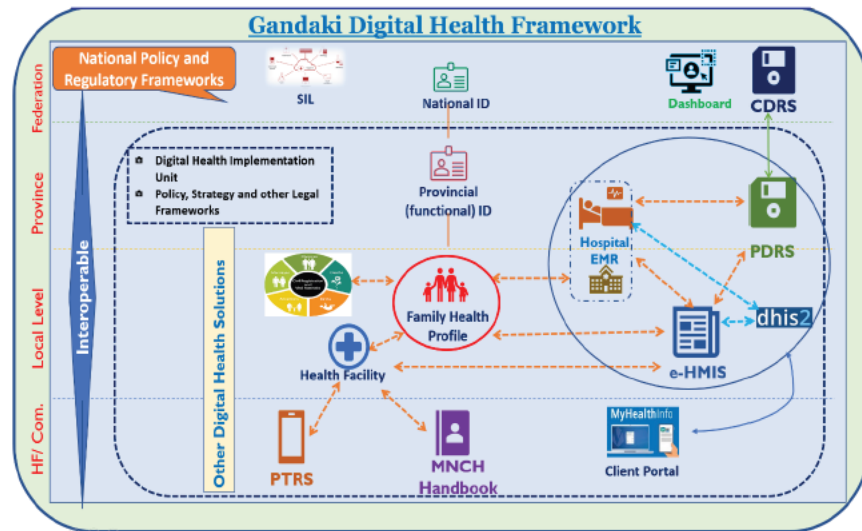 Gandaki Digital Health Framework
National Policy and
Regulatory Frameworks
Federation
SIL
National ID
Dashboard
CDRS
Digital Health Implementation
Unit
Policy, Strategy and other Legal
Frameworks
Province
Provincial
(functional) ID
Hospital
EMR
PDRS
Interoperable
Local Level
Other Digital Health Solutions
Family Health
Profile
Health Facility
e-HMIS
dhis2
HF/ Com.
PTRS
MNCH
Handbook
MyHealthInfo
Client Portal